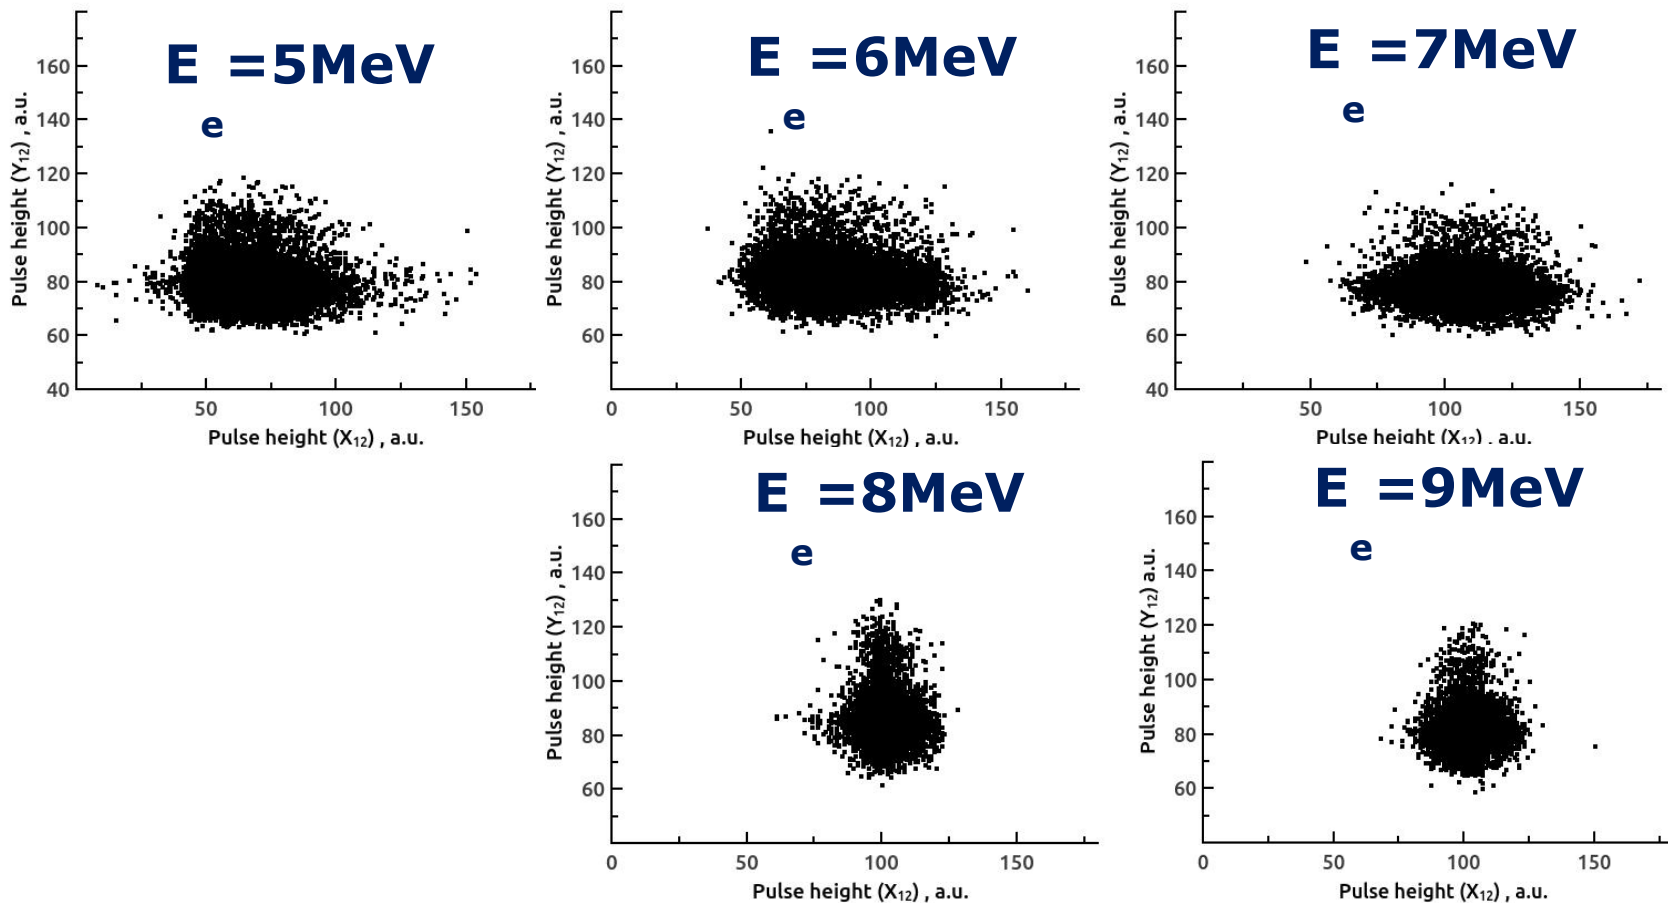 E =5MeV
e
Pulse height (Y₁₂) , a.u.
160
140
120
100
80
60
40
50
100
150
Pulse height (X₁₂) , a.u.
E =6MeV
e
Pulse height (Y₁₂) , a.u.
160
140
120
100
80
60
0
50
100
150
Pulse height (X₁₂) , a.u.
E =7MeV
e
Pulse height (Y₁₂) , a.u.
160
140
120
100
80
60
40
50
100
150
Pulse height (X₁₂) , a.u.
E =8MeV
e
Pulse height (Y₁₂) , a.u.
160
140
120
100
80
60
0
50
100
150
Pulse height (X₁₂) , a.u.
E =9MeV
e
Pulse height (Y₁₂) a.u.
160
140
120
100
80
60
0
50
100
150
Pulse height (X₁₂) , a.u.